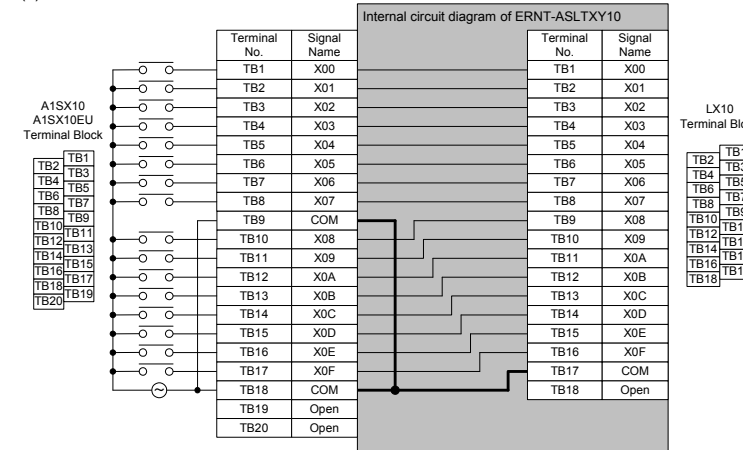 Internal circuit diagram of ERNT-ASLTXY10
Terminal No. Signal Name Terminal No. Signal Name
TB1 X00 TB1 X00
TB2 X01 TB2 X01
TB3 X02 TB3 X02
TB4 X03 TB4 X03
TB5 X04 TB5 X04
TB6 X05 TB6 X05
TB7 X06 TB7 X06
TB8 X07 TB8 X07
TB9 COM TB9 X08
TB10 X08 TB10 X09
TB11 X09 TB11 X0A
TB12 X0A TB12 X0B
TB13 X0B TB13 X0C
TB14 X0C TB14 X0D
TB15 X0D TB15 X0E
TB16 X0E TB16 X0F
TB17 X0F TB17 COM
TB18 COM TB18 Open
TB19 Open
TB20 Open
A1SX10
A1SX10EU
Terminal Block
TB1
TB2
TB3
TB4
TB5
TB6
TB7
TB8
TB9
TB10
TB11
TB12
TB13
TB14
TB15
TB16
TB17
TB18
TB19
TB20
LX10
Terminal
TB2
TB4
TB6
TB8
TB10
TB12
TB14
TB16
TB18